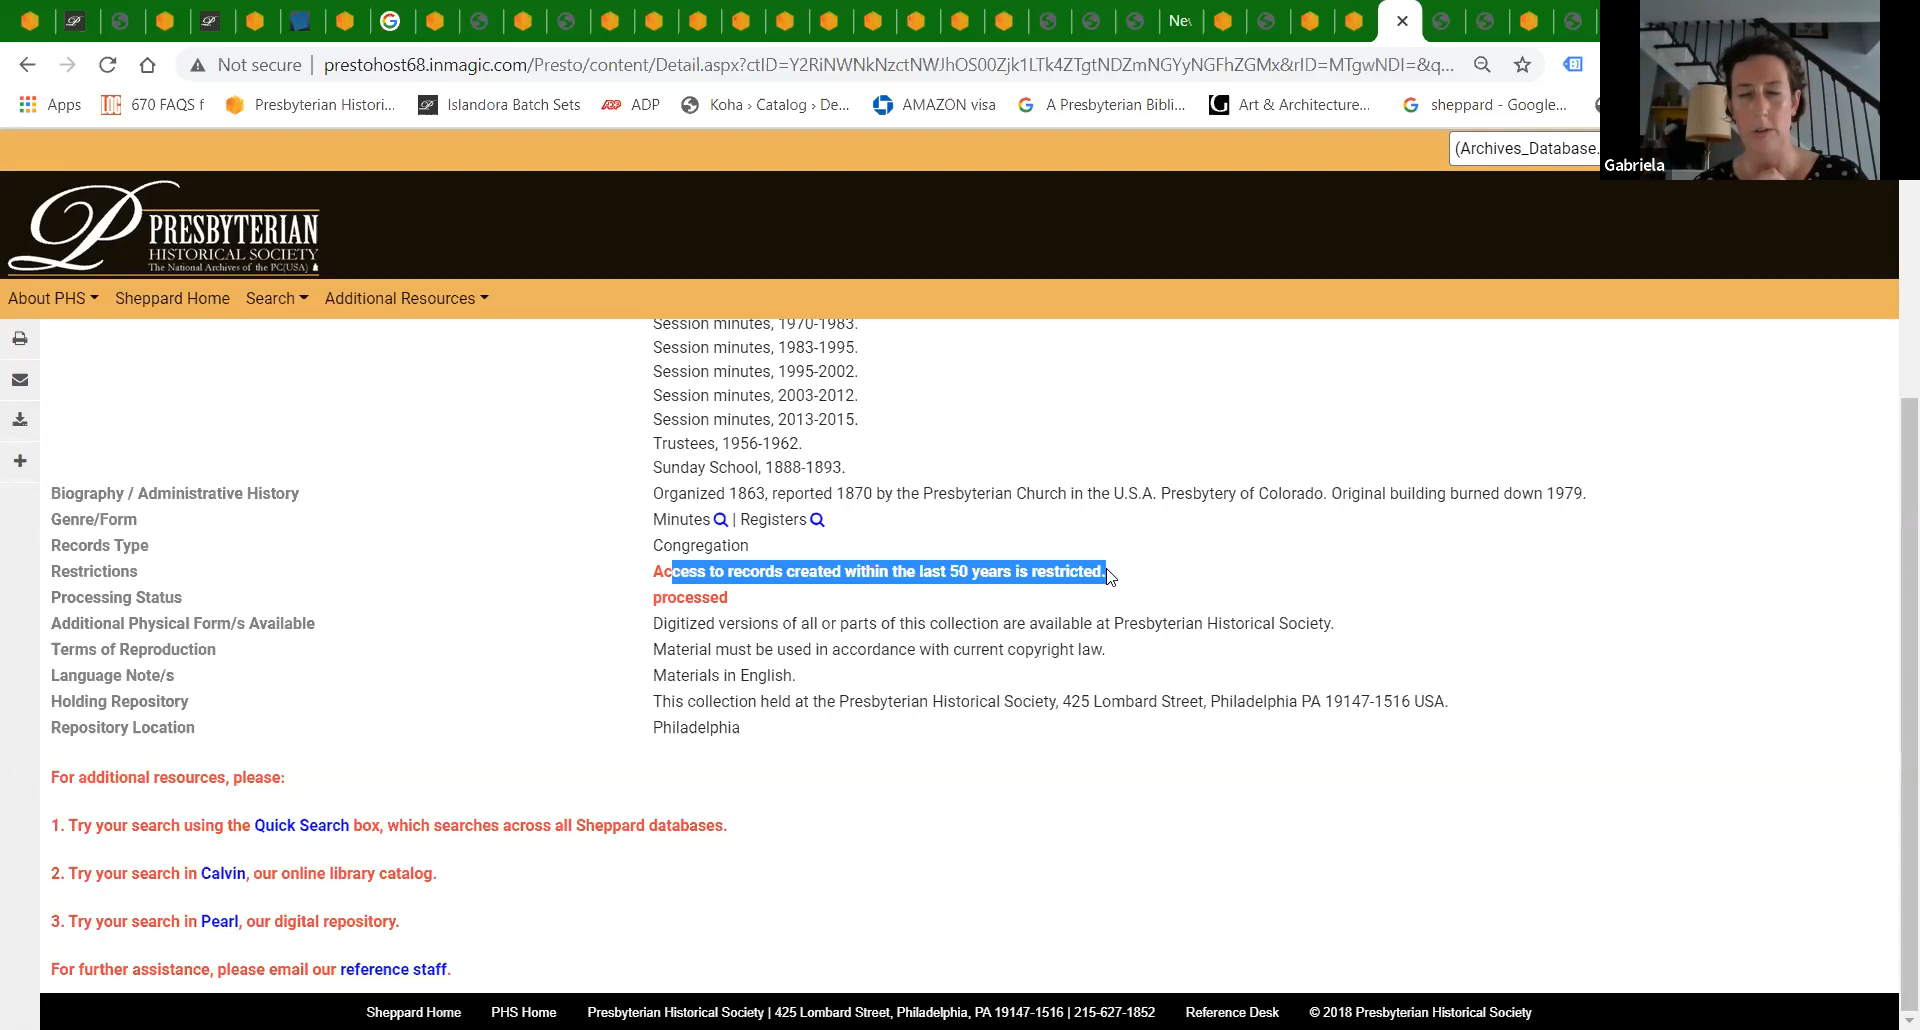 Nev
Not secure | prestohost68.inmagic.com/Presto/content/Detail.aspx?ctID=Y2RiNWNkNzctNWJhOS00Zjk1LTk4ZTgtNDZmNGYyNGFhZGMx&rID=MTgwNDI=&q...
Apps 670 FAQS f Presbyterian Histori... Islandora Batch Sets ADP Koha › Catalog › De... AMAZON visa A Presbyterian Bibli... Art & Architecture... sheppard - Google...
(Archives_Database.
Gabriela
PRESBYTERIAN
HISTORICAL SOCIETY
The National Archives of the PC(USA)
About PHS Sheppard Home Search Additional Resources
Session minutes, 1970-1983.
Session minutes, 1983-1995.
Session minutes, 1995-2002.
Session minutes, 2003-2012.
Session minutes, 2013-2015.
Trustees, 1956-1962.
Sunday School, 1888-1893.
Biography / Administrative History Organized 1863, reported 1870 by the Presbyterian Church in the U.S.A. Presbytery of Colorado. Original building burned down 1979.
Genre/Form Minutes | Registers
Records Type Congregation
Restrictions Access to records created within the last 50 years is restricted.
Processing Status processed
Additional Physical Form/s Available Digitized versions of all or parts of this collection are available at Presbyterian Historical Society.
Terms of Reproduction Material must be used in accordance with current copyright law.
Language Note/s Materials in English.
Holding Repository This collection held at the Presbyterian Historical Society, 425 Lombard Street, Philadelphia PA 19147-1516 USA.
Repository Location Philadelphia
For additional resources, please:
1. Try your search using the Quick Search box, which searches across all Sheppard databases.
2. Try your search in Calvin, our online library catalog.
3. Try your search in Pearl, our digital repository.
For further assistance, please email our reference staff.
Sheppard Home PHS Home Presbyterian Historical Society | 425 Lombard Street, Philadelphia, PA 19147-1516 | 215-627-1852 Reference Desk © 2018 Presbyterian Historical Society